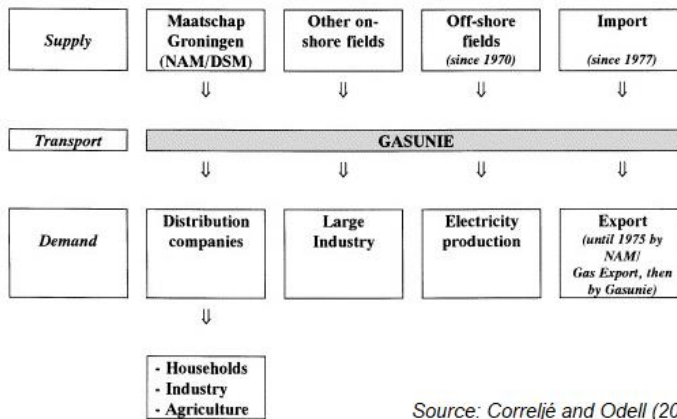 Supply
Maatschap
Groningen
(NAM/DSM)
Other on-
shore fields
Off-shore
fields
(since 1970)
Import
(since 1977)
Transport
GASUNIE
Demand
Distribution
companies
Large
Industry
Electricity
production
Export
(until 1975 by
NAM/
Gas Export, then
by Gasunie)
- Households
- Industry
- Agriculture
Source: Correljé and Odell (20